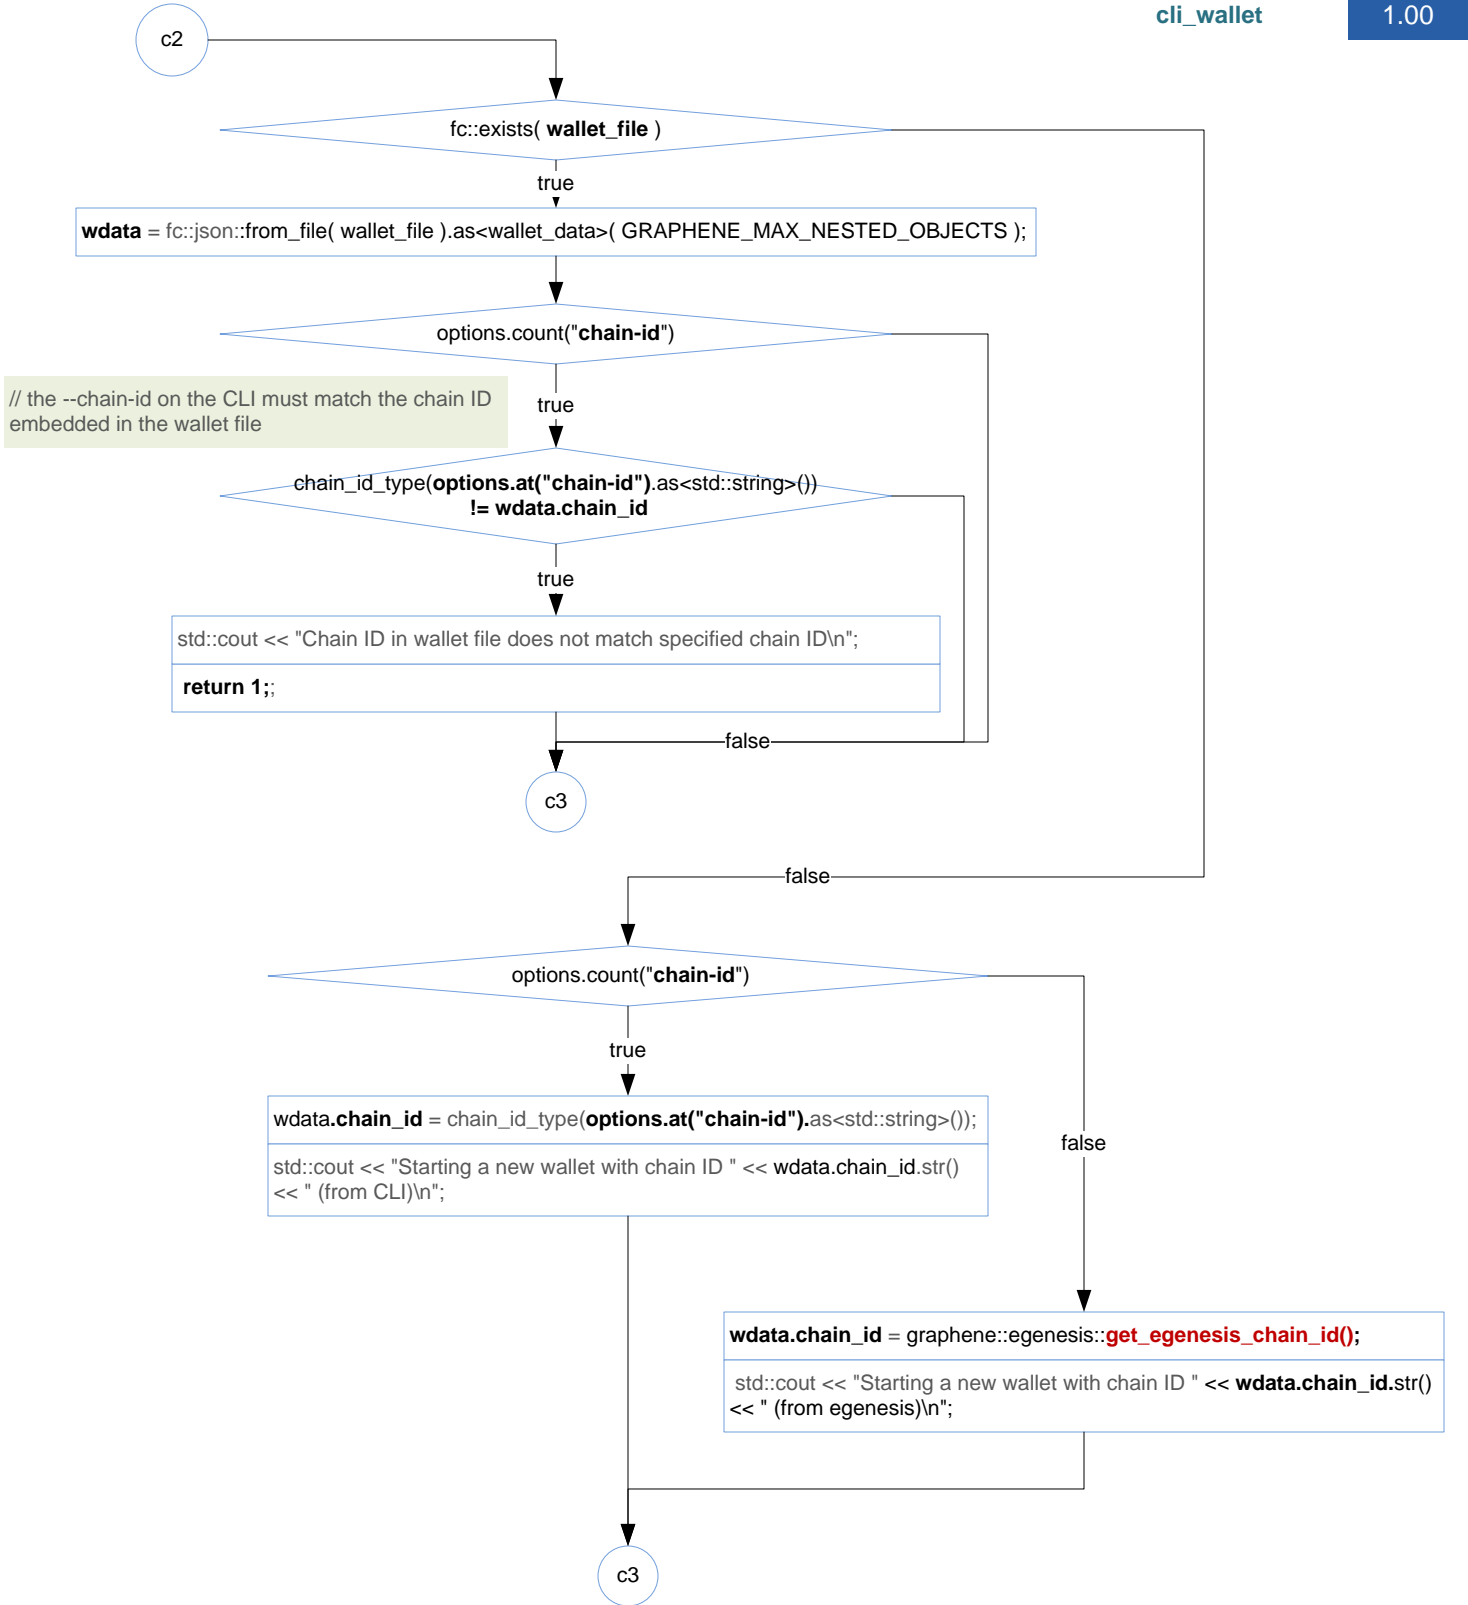 cli_wallet
1.00
c2
fc::exists( wallet_file )
true
wdata = fc::json::from_file( wallet_file ).as<wallet_data>( GRAPHENE_MAX_NESTED_OBJECTS );
options.count("chain-id")
// the --chain-id on the CLI must match the chain ID
embedded in the wallet file
true
chain_id_type(options.at("chain-id").as<std::string>())
!= wdata.chain_id
true
std::cout << "Chain ID in wallet file does not match specified chain ID\n";
return 1;;
false
c3
false
options.count("chain-id")
true
wdata.chain_id = chain_id_type(options.at("chain-id").as<std::string>());
false
std::cout << "Starting a new wallet with chain ID " << wdata.chain_id.str()
<< " (from CLI)\n";
wdata.chain_id = graphene::egenesis::get_egenesis_chain_id();
std::cout << "Starting a new wallet with chain ID " << wdata.chain_id.str()
<< " (from egenesis)\n";
c3